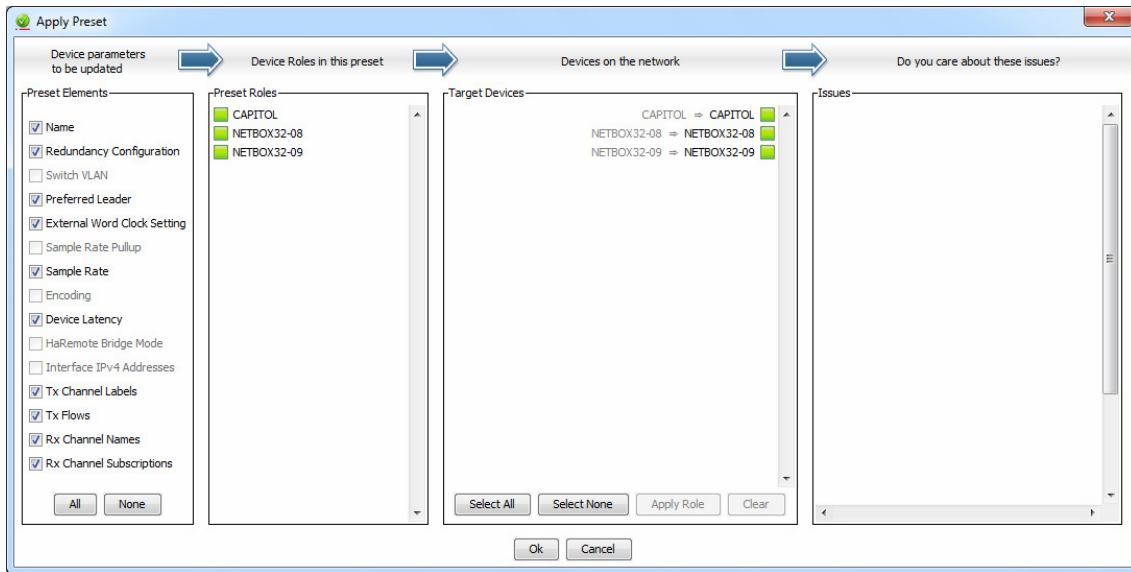 Apply Preset
Device parameters
to be updated
Device Roles in this preset
Devices on the network
Do you care about these issues?
Preset Elements
Name
Redundancy Configuration
Switch VLAN
Preferred Leader
External Word Clock Setting
Sample Rate Pullup
Sample Rate
Encoding
Device Latency
HaRemote Bridge Mode
Interface IPv4 Addresses
Tx Channel Labels
Tx Flows
Rx Channel Names
Rx Channel Subscriptions
All None
Preset Roles
CAPITOL
NETBOX32-08
NETBOX32-09
Target Devices
CAPITOL ⇒ CAPITOL
NETBOX32-08 ⇒ NETBOX32-08
NETBOX32-09 ⇒ NETBOX32-09
Select All Select None Apply Role Clear
Issues
Ok Cancel